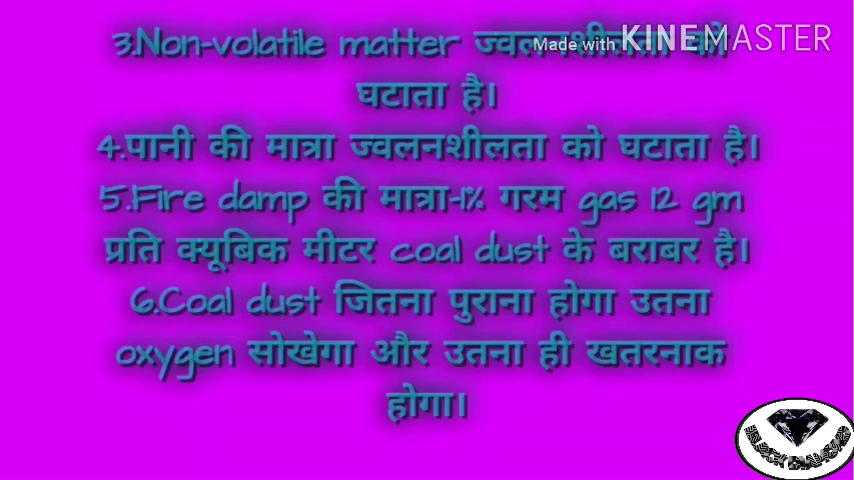 3.Non-volatile matter ज्वलनशीलता को
Made with KINEMASTER
घटाता है।
4.पानी की मात्रा ज्वलनशीलता को घटाता है।
5.Fire damp की मात्रा-1% गरम gas 12 gm
प्रति क्यूबिक मीटर coal dust के बराबर है।
6.Coal dust जितना पुराना होगा उतना
oxygen सोखेगा और उतना ही खतरनाक
होगा।